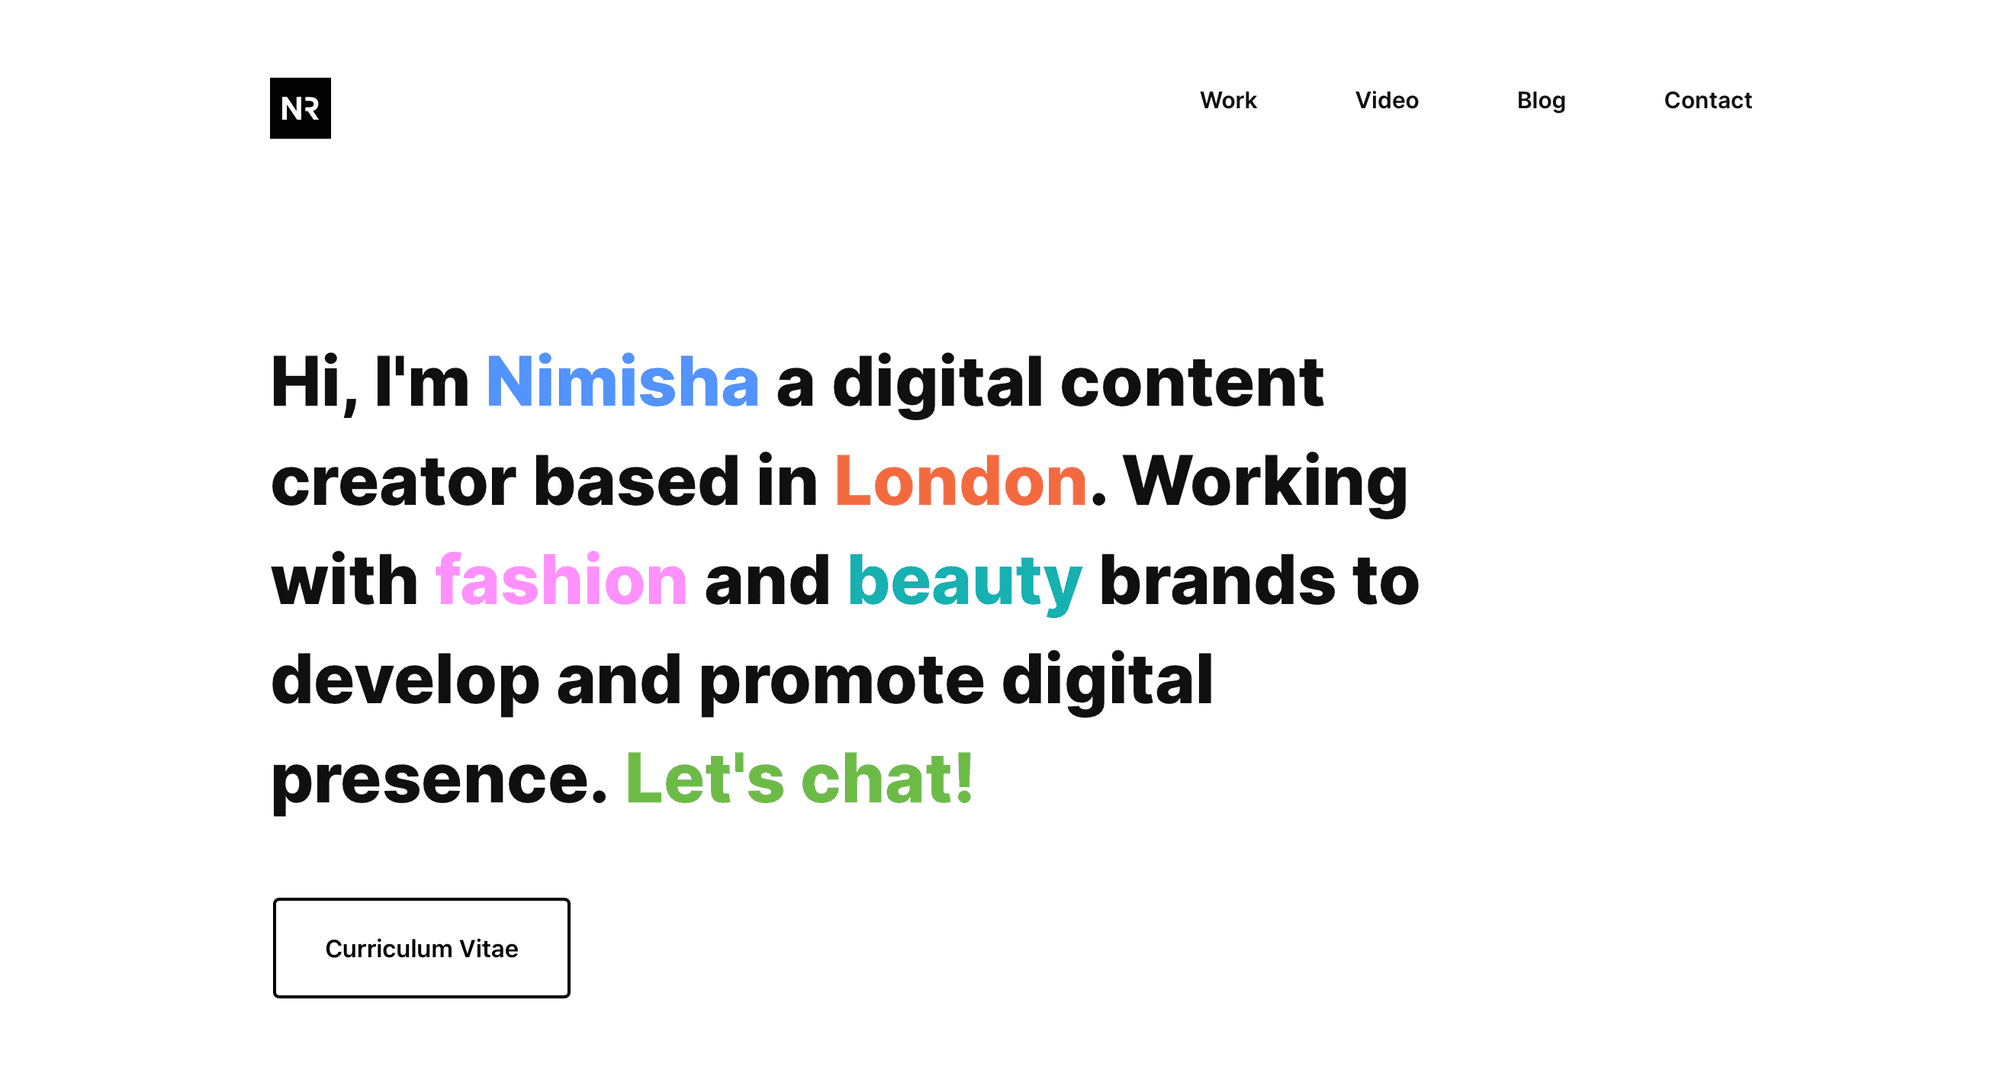 NR
Work Video Blog Contact
Hi, I'm Nimisha a digital content
creator based in London. Working
with fashion and beauty brands to
develop and promote digital
presence. Let's chat!
Curriculum Vitae